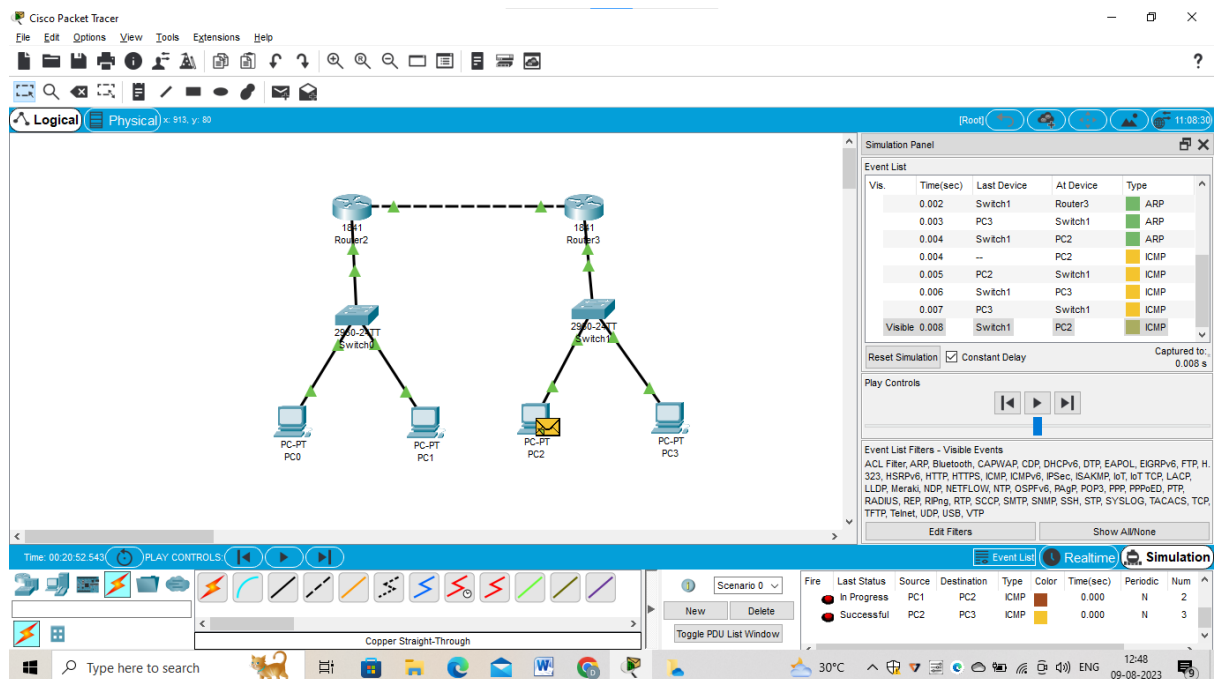 Cisco Packet Tracer
File Edit Options View Tools Extensions Help
Logical Physical x: 913, y: 80 [Root] 11:08:30
Simulation Panel
Event List
Vis. Time(sec) Last Device At Device Type
0.002 Switch1 Router3 ARP
0.003 PC3 Switch1 ARP
0.004 Switch1 PC2 ARP
0.004 -- PC2 ICMP
0.005 PC2 Switch1 ICMP
0.006 Switch1 PC3 ICMP
0.007 PC3 Switch1 ICMP
Visible 0.008 Switch1 PC2 ICMP
Reset Simulation Constant Delay
Captured to:
0.008 s
Play Controls
Event List Filters - Visible Events
ACL Filter, ARP, Bluetooth, CAPWAP, CDP, DHCPv6, DTP, EAPOL, EIGRPv6, FTP, H.
323, HSRPv6, HTTP, HTTPS, ICMP, ICMPv6, IPSec, ISAKMP, IoT, IoT TCP, LACP,
LLDP, Meraki, NDP, NETFLOW, NTP, OSPFv6, PAgP, POP3, PPP, PPPoED, PTP,
RADIUS, REP, RIPng, RTP, SCCP, SMTP, SNMP, SSH, STP, SYSLOG, TACACS, TCP,
TFTP, Telnet, UDP, USB, VTP
Edit Filters Show All/None
1841
Router2
1841
Router3
2960-24TT
Switch0
2960-24TT
Switch1
PC-PT
PC0
PC-PT
PC1
PC-PT
PC2
PC-PT
PC3
Time: 00:20:52.543 PLAY CONTROLS: Event List Realtime Simulation
Copper Straight-Through
Scenario 0
New Delete
Toggle PDU List Window
Fire Last Status Source Destination Type Color Time(sec) Periodic Num
In Progress PC1 PC2 ICMP 0.000 N 2
Successful PC2 PC3 ICMP 0.000 N 3
Type here to search 30°C ENG 12:48
09-08-2023